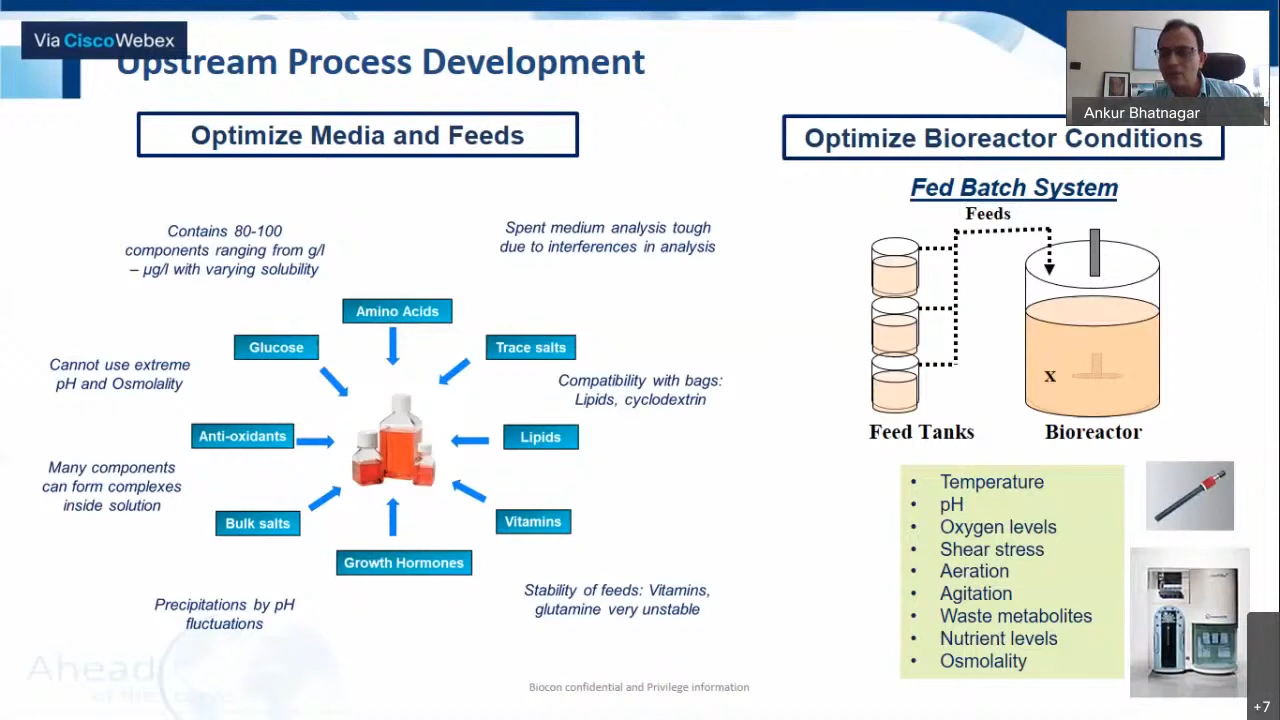 Via CiscoWebex
Upstream Process Development
Ankur Bhatnagar
Optimize Media and Feeds
Contains 80-100
components ranging from g/l
– µg/l with varying solubility
Spent medium analysis tough
due to interferences in analysis
Amino Acids
Glucose
Trace salts
Cannot use extreme
pH and Osmolality
Compatibility with bags:
Lipids, cyclodextrin
Anti-oxidants
Lipids
Many components
can form complexes
inside solution
Bulk salts
Vitamins
Growth Hormones
Precipitations by pH
fluctuations
Stability of feeds: Vitamins,
glutamine very unstable
Optimize Bioreactor Conditions
Fed Batch System
Feeds
X
Feed Tanks
Bioreactor
• Temperature
• pH
• Oxygen levels
• Shear stress
• Aeration
• Agitation
• Waste metabolites
• Nutrient levels
• Osmolality
Ahead
Biocon confidential and Privilege information
+7